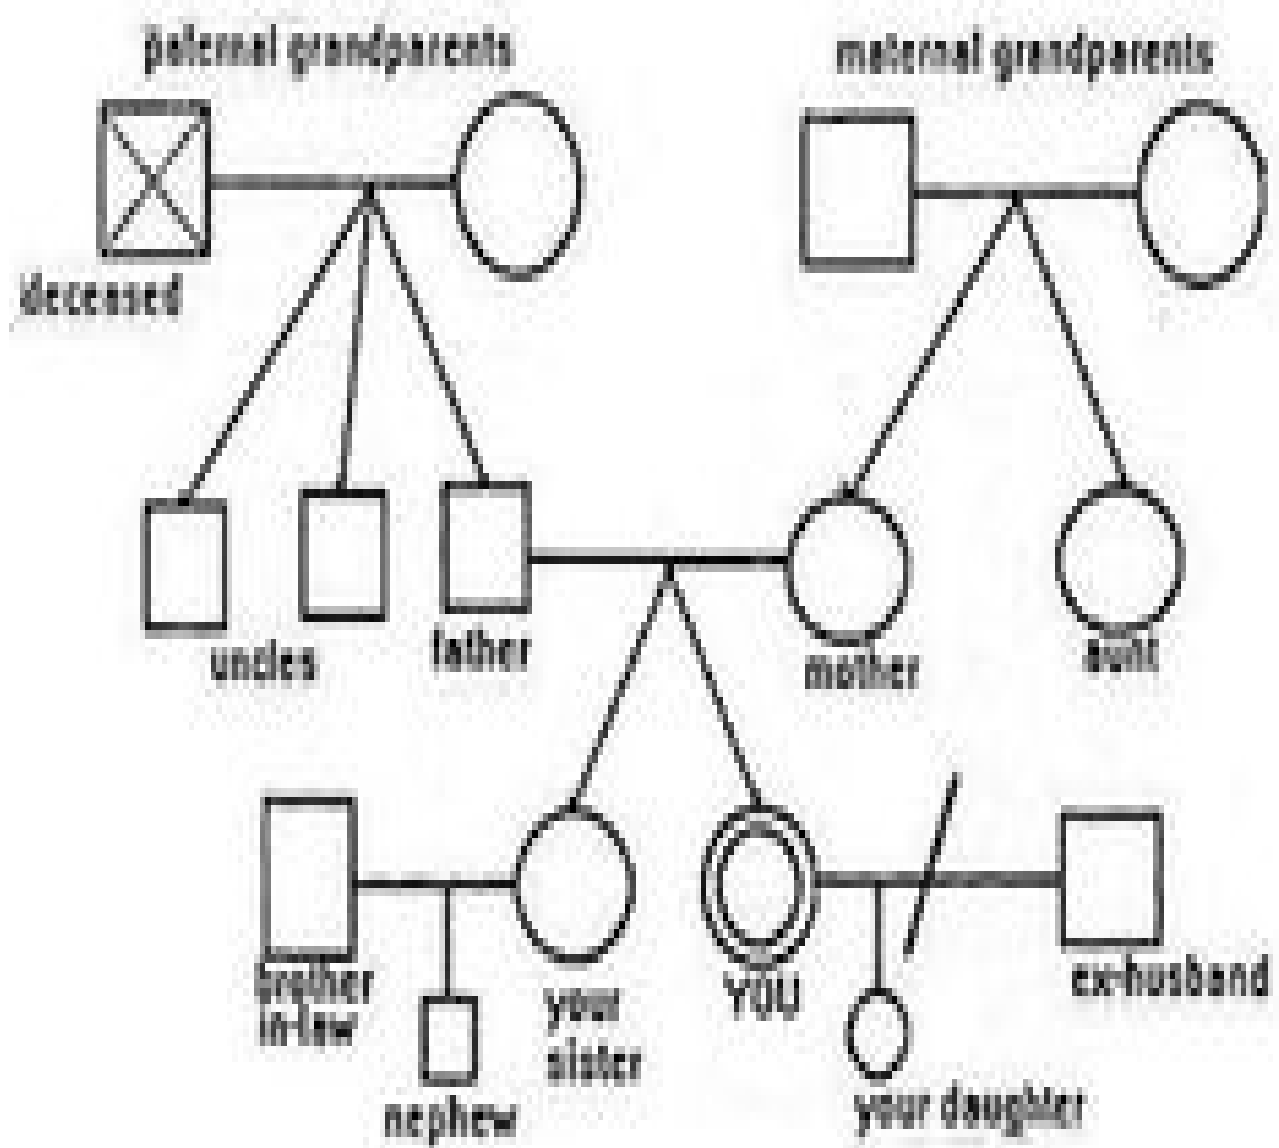 paternal grandparents
maternal grandparents
deceased
uncles
father
mother
aunt
brother
in-law
nephew
your
sister
YOU
your daughter
ex-husband